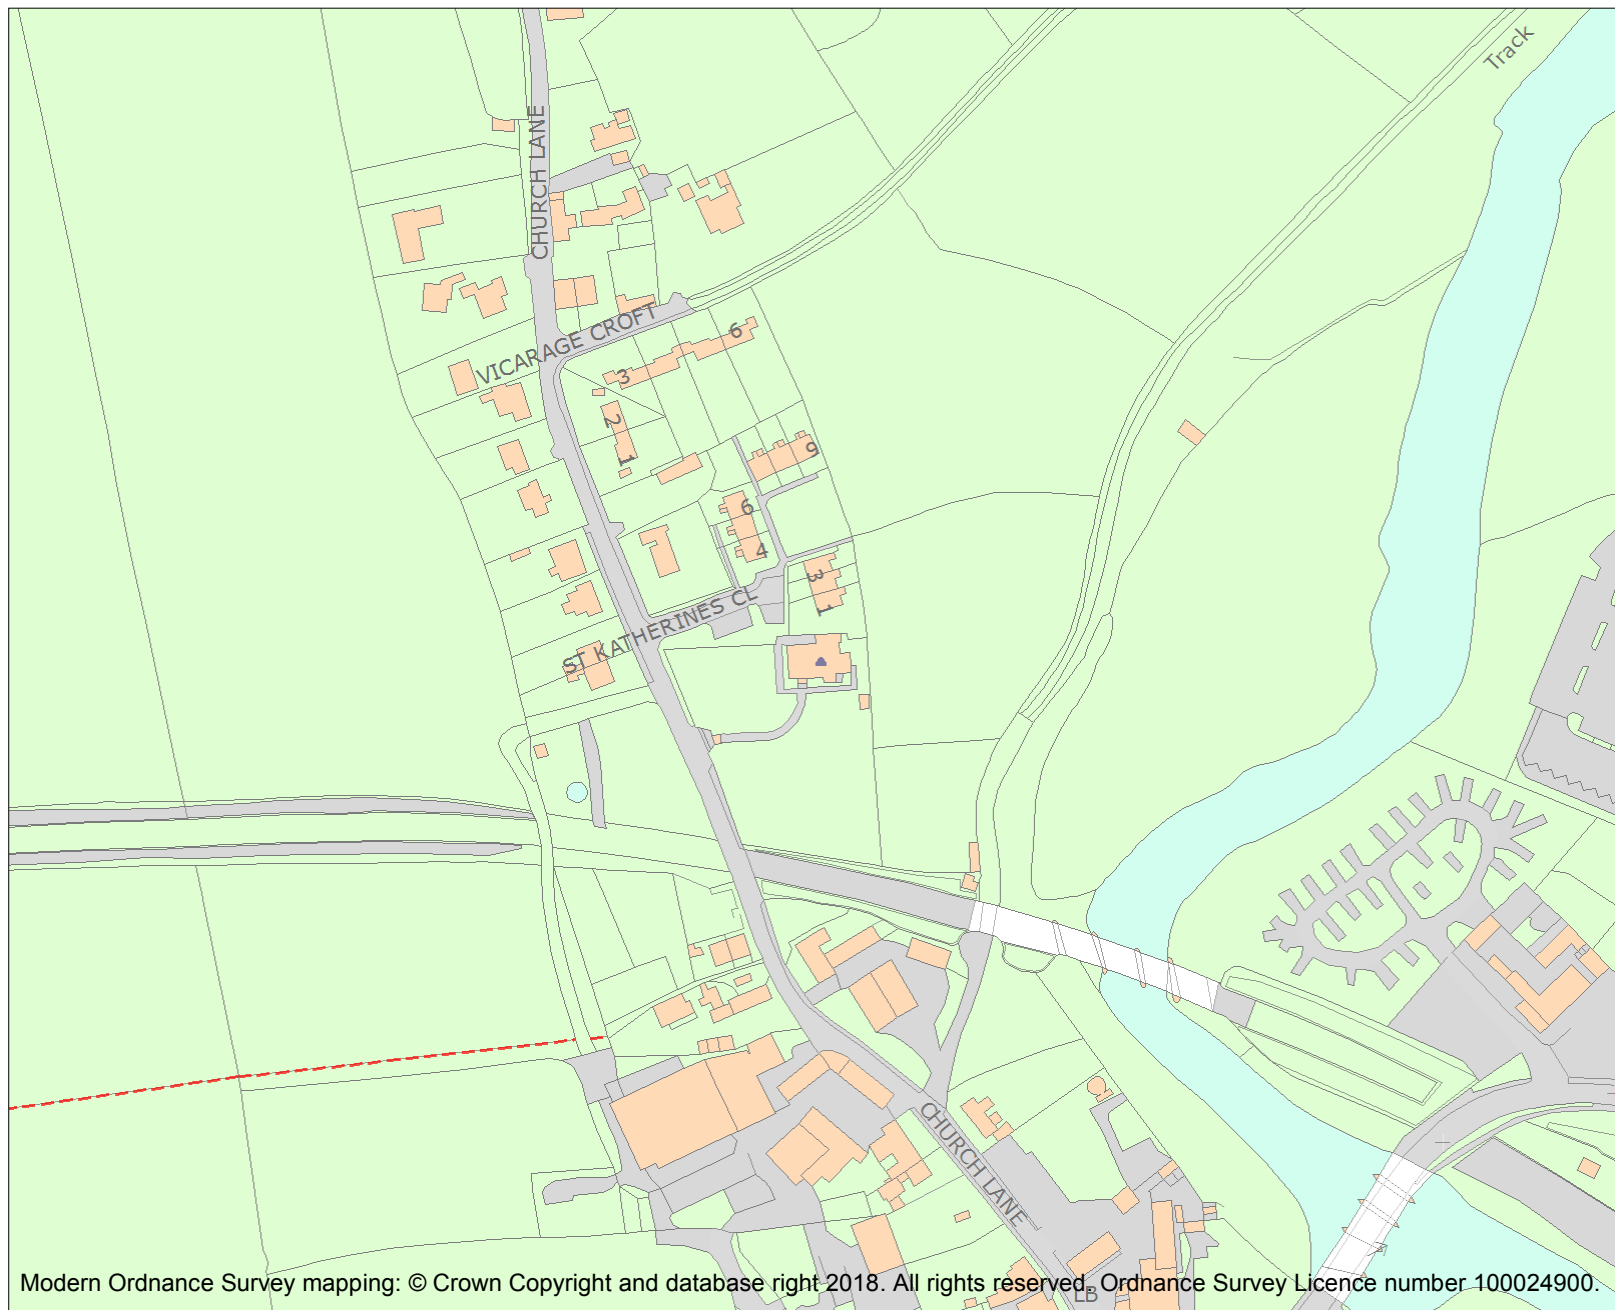 Track
CHURCH LANE
VICARAGE CROFT
6
3
2
1
9
6
4
3
1
ST KATHERINES CL
CHURCH LANE
Modern Ordnance Survey mapping: © Crown Copyright and database right 2018. All rights reserved. Ordnance Survey Licence number 100024900.
LB